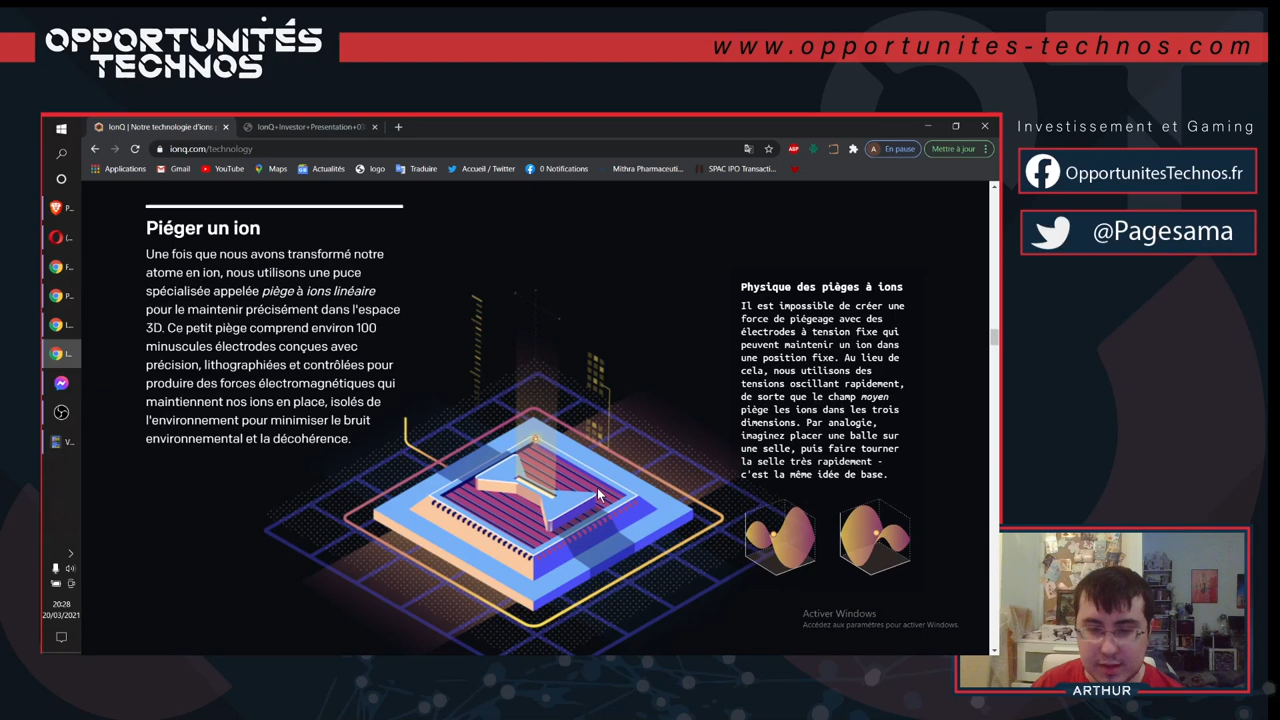 OPPORTUNITÉS
TECHNOS
www.opportunites-technos.com
Investissement et Gaming
OpportunitesTechnos.fr
@Pagesama
IonQ | Notre technologie d'ions
IonQ+Investor+Presentation+0
ionq.com/technology
ABP
A
En pause
Mettre à jour
Applications
Gmail
YouTube
Maps
Actualités
logo
Traduire
Accueil / Twitter
0 Notifications
Mithra Pharmaceuti...
SPAC IPO Transacti...
Piéger un ion
Une fois que nous avons transformé notre
atome en ion, nous utilisons une puce
spécialisée appelée piège à ions linéaire
pour le maintenir précisément dans l'espace
3D. Ce petit piège comprend environ 100
minuscules électrodes conçues avec
précision, lithographiées et contrôlées pour
produire des forces électromagnétiques qui
maintiennent nos ions en place, isolés de
l'environnement pour minimiser le bruit
environnemental et la décohérence.
Physique des pièges à ions
Il est impossible de créer une
force de piégeage avec des
électrodes à tension fixe qui
peuvent maintenir un ion dans
une position fixe. Au lieu de
cela, nous utilisons des
tensions oscillant rapidement,
de sorte que le champ moyen
piège les ions dans les trois
dimensions. Par analogie,
imaginez placer une balle sur
une selle, puis faire tourner
la selle très rapidement -
c'est la même idée de base.
Activer Windows
Accédez aux paramètres pour activer Windows.
P...
(...
F...
P...
I...
I...
V...
20:28
20/03/2021
ARTHUR